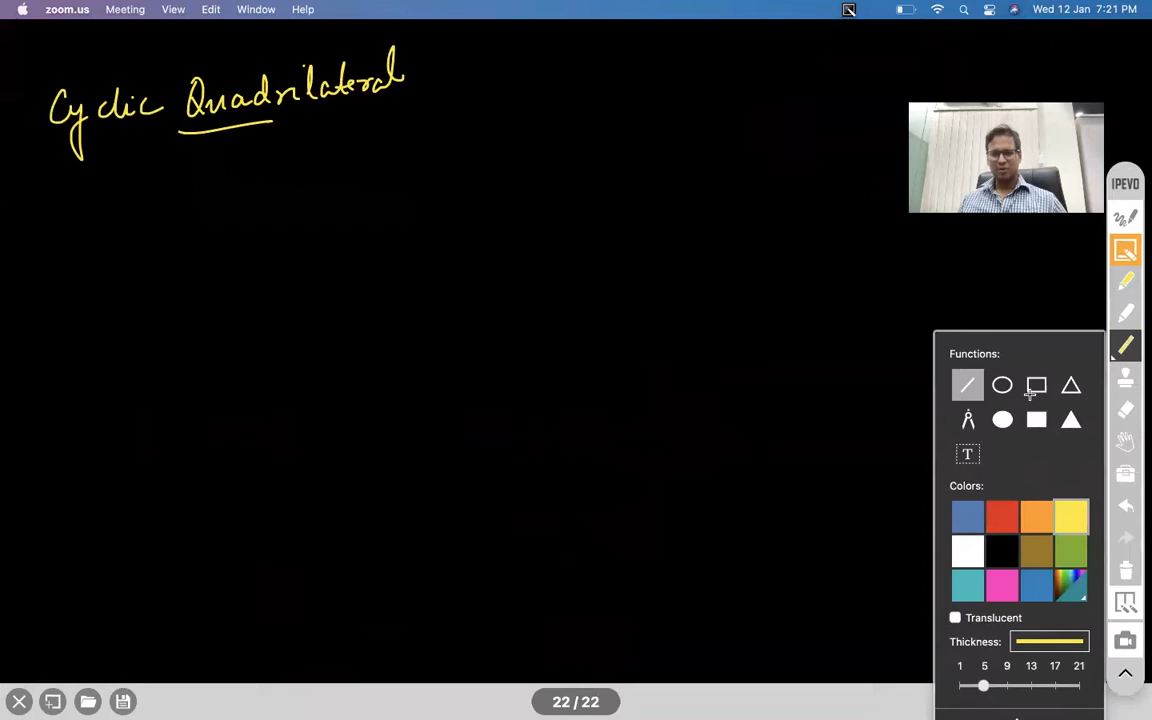 zoom.us Meeting View Edit Window Help Wed 12 Jan 7:21 PM
Cyclic Quadrilateral
IPEVO
Functions:
T
Colors:
Translucent
Thickness:
1 5 9 13 17 21
22 / 22